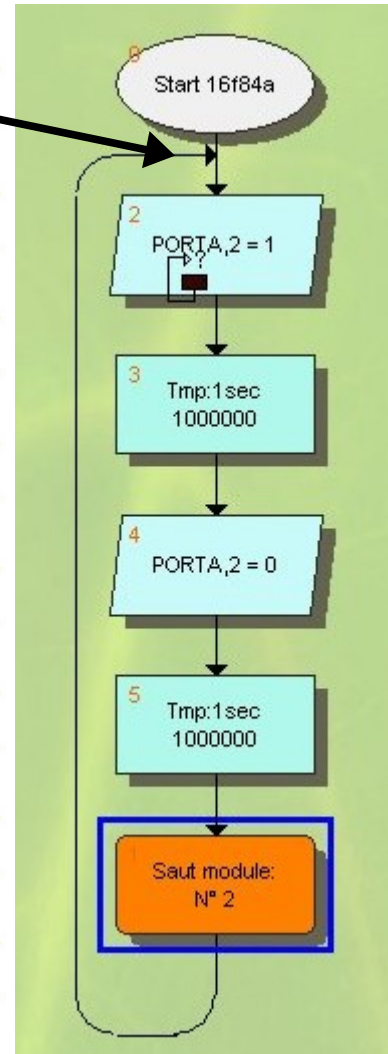 0
Start 16f84a
2
PORTA,2 = 1
?
3
Tmp:1sec
1000000
4
PORTA,2 = 0
5
Tmp:1sec
1000000
1
Saut module:
N° 2